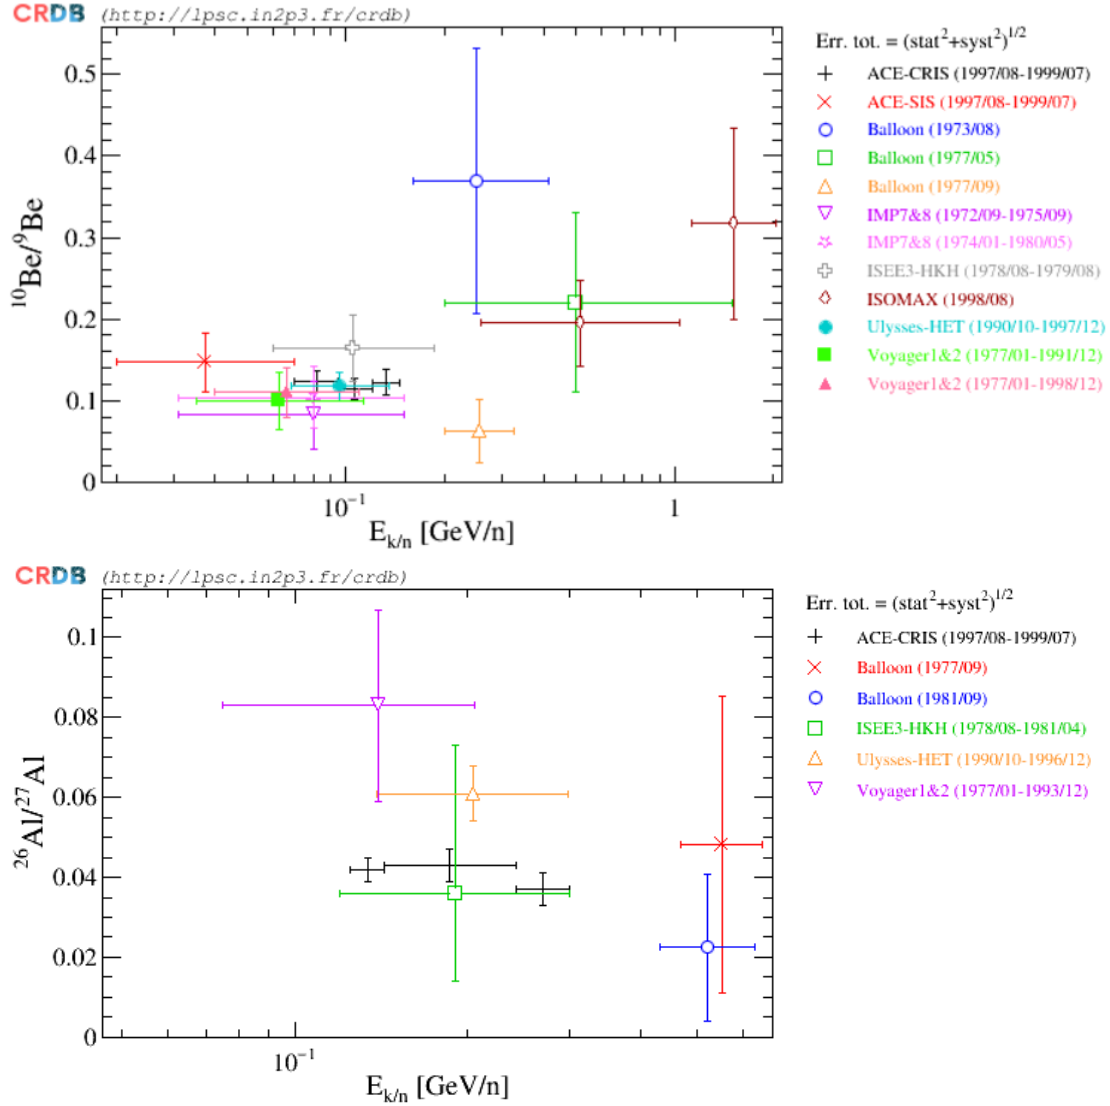 CRDB (http://lpsc.in2p3.fr/crdb)
Err. tot. = (stat²+syst²)^1/2
ACE-CRIS (1997/08-1999/07)
ACE-SIS (1997/08-1999/07)
Balloon (1973/08)
Balloon (1977/05)
Balloon (1977/09)
IMP7&8 (1972/09-1975/09)
IMP7&8 (1974/01-1980/05)
ISEE3-HKH (1978/08-1979/08)
ISOMAX (1998/08)
Ulysses-HET (1990/10-1997/12)
Voyager1&2 (1977/01-1991/12)
Voyager1&2 (1977/01-1998/12)
¹⁰Be/⁹Be
0.5
0.4
0.3
0.2
0.1
0
10⁻¹
1
E_k/n [GeV/n]
CRDB (http://lpsc.in2p3.fr/crdb)
Err. tot. = (stat²+syst²)^1/2
ACE-CRIS (1997/08-1999/07)
Balloon (1977/09)
Balloon (1981/09)
ISEE3-HKH (1978/08-1981/04)
Ulysses-HET (1990/10-1996/12)
Voyager1&2 (1977/01-1993/12)
²⁶Al/²⁷Al
0.1
0.08
0.06
0.04
0.02
0
10⁻¹
E_k/n [GeV/n]